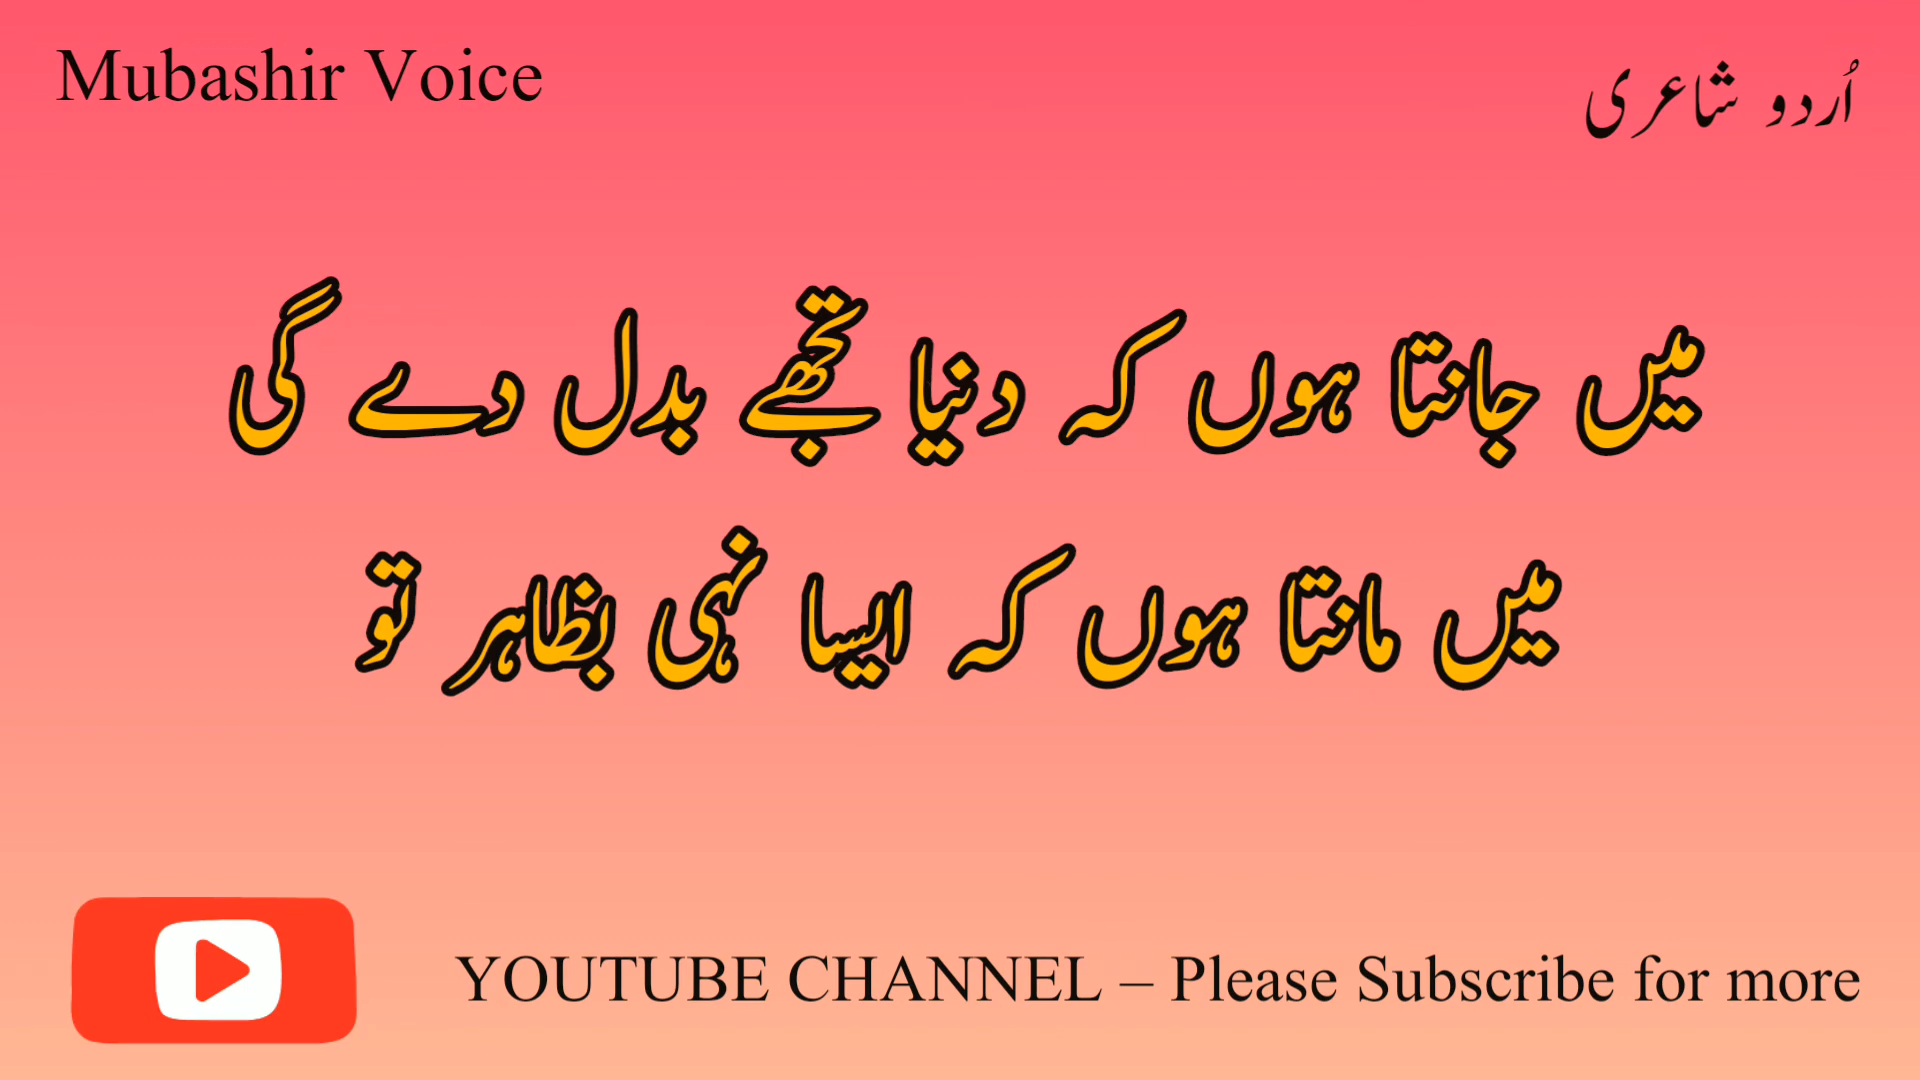 Mubashir Voice
اُردو شاعری
میں جانتا ہوں کہ دنیا تجھے بدل دے گی
میں مانتا ہوں کہ ایسا نہی بظاہر تو
YOUTUBE CHANNEL – Please Subscribe for more